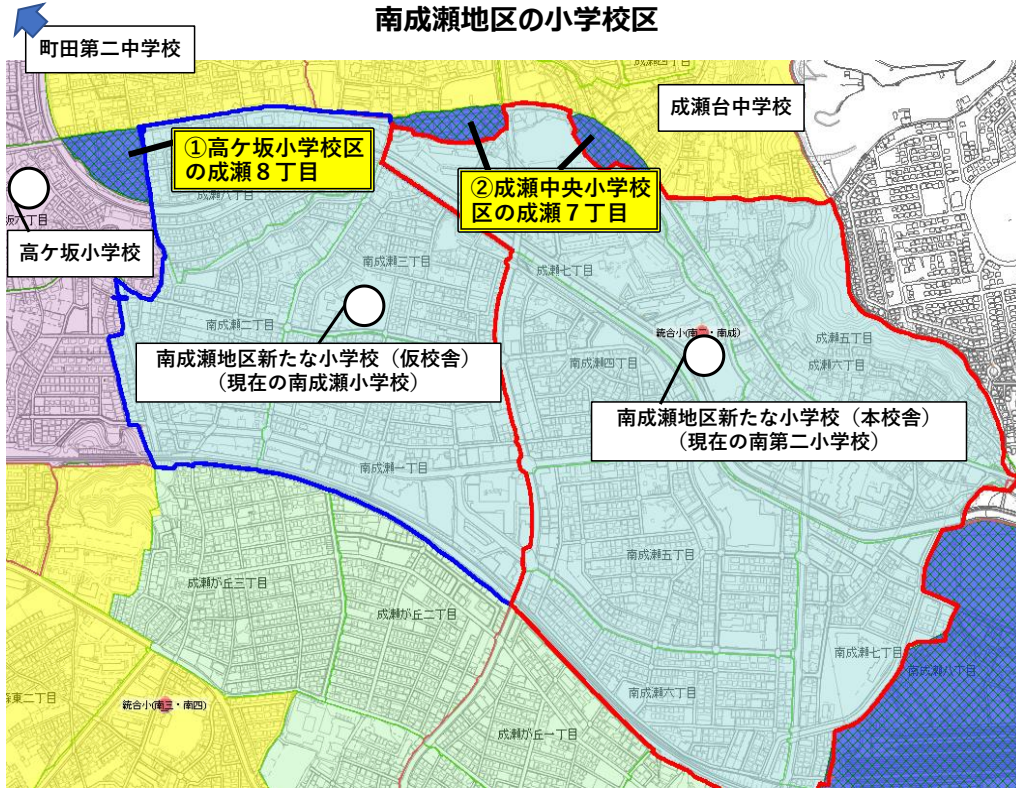 南成瀬地区の小学校区
町田第二中学校
成瀬台中学校
①高ケ坂小学校区
の成瀬８丁目
②成瀬中央小学校
区の成瀬７丁目
成瀬八丁目
高ケ坂小学校
南成瀬三丁目
成瀬七丁目
南成瀬二丁目
統合小(南二・南成)
成瀬五丁目
南成瀬四丁目
成瀬六丁目
南成瀬地区新たな小学校（仮校舎）
（現在の南成瀬小学校）
南成瀬地区新たな小学校（本校舎）
（現在の南第二小学校）
南成瀬一丁目
南成瀬五丁目
成瀬が丘三丁目
成瀬が丘二丁目
南成瀬七丁目
南成瀬八丁目
南成瀬六丁目
東二丁目
統合小(南三・南四)
成瀬が丘一丁目